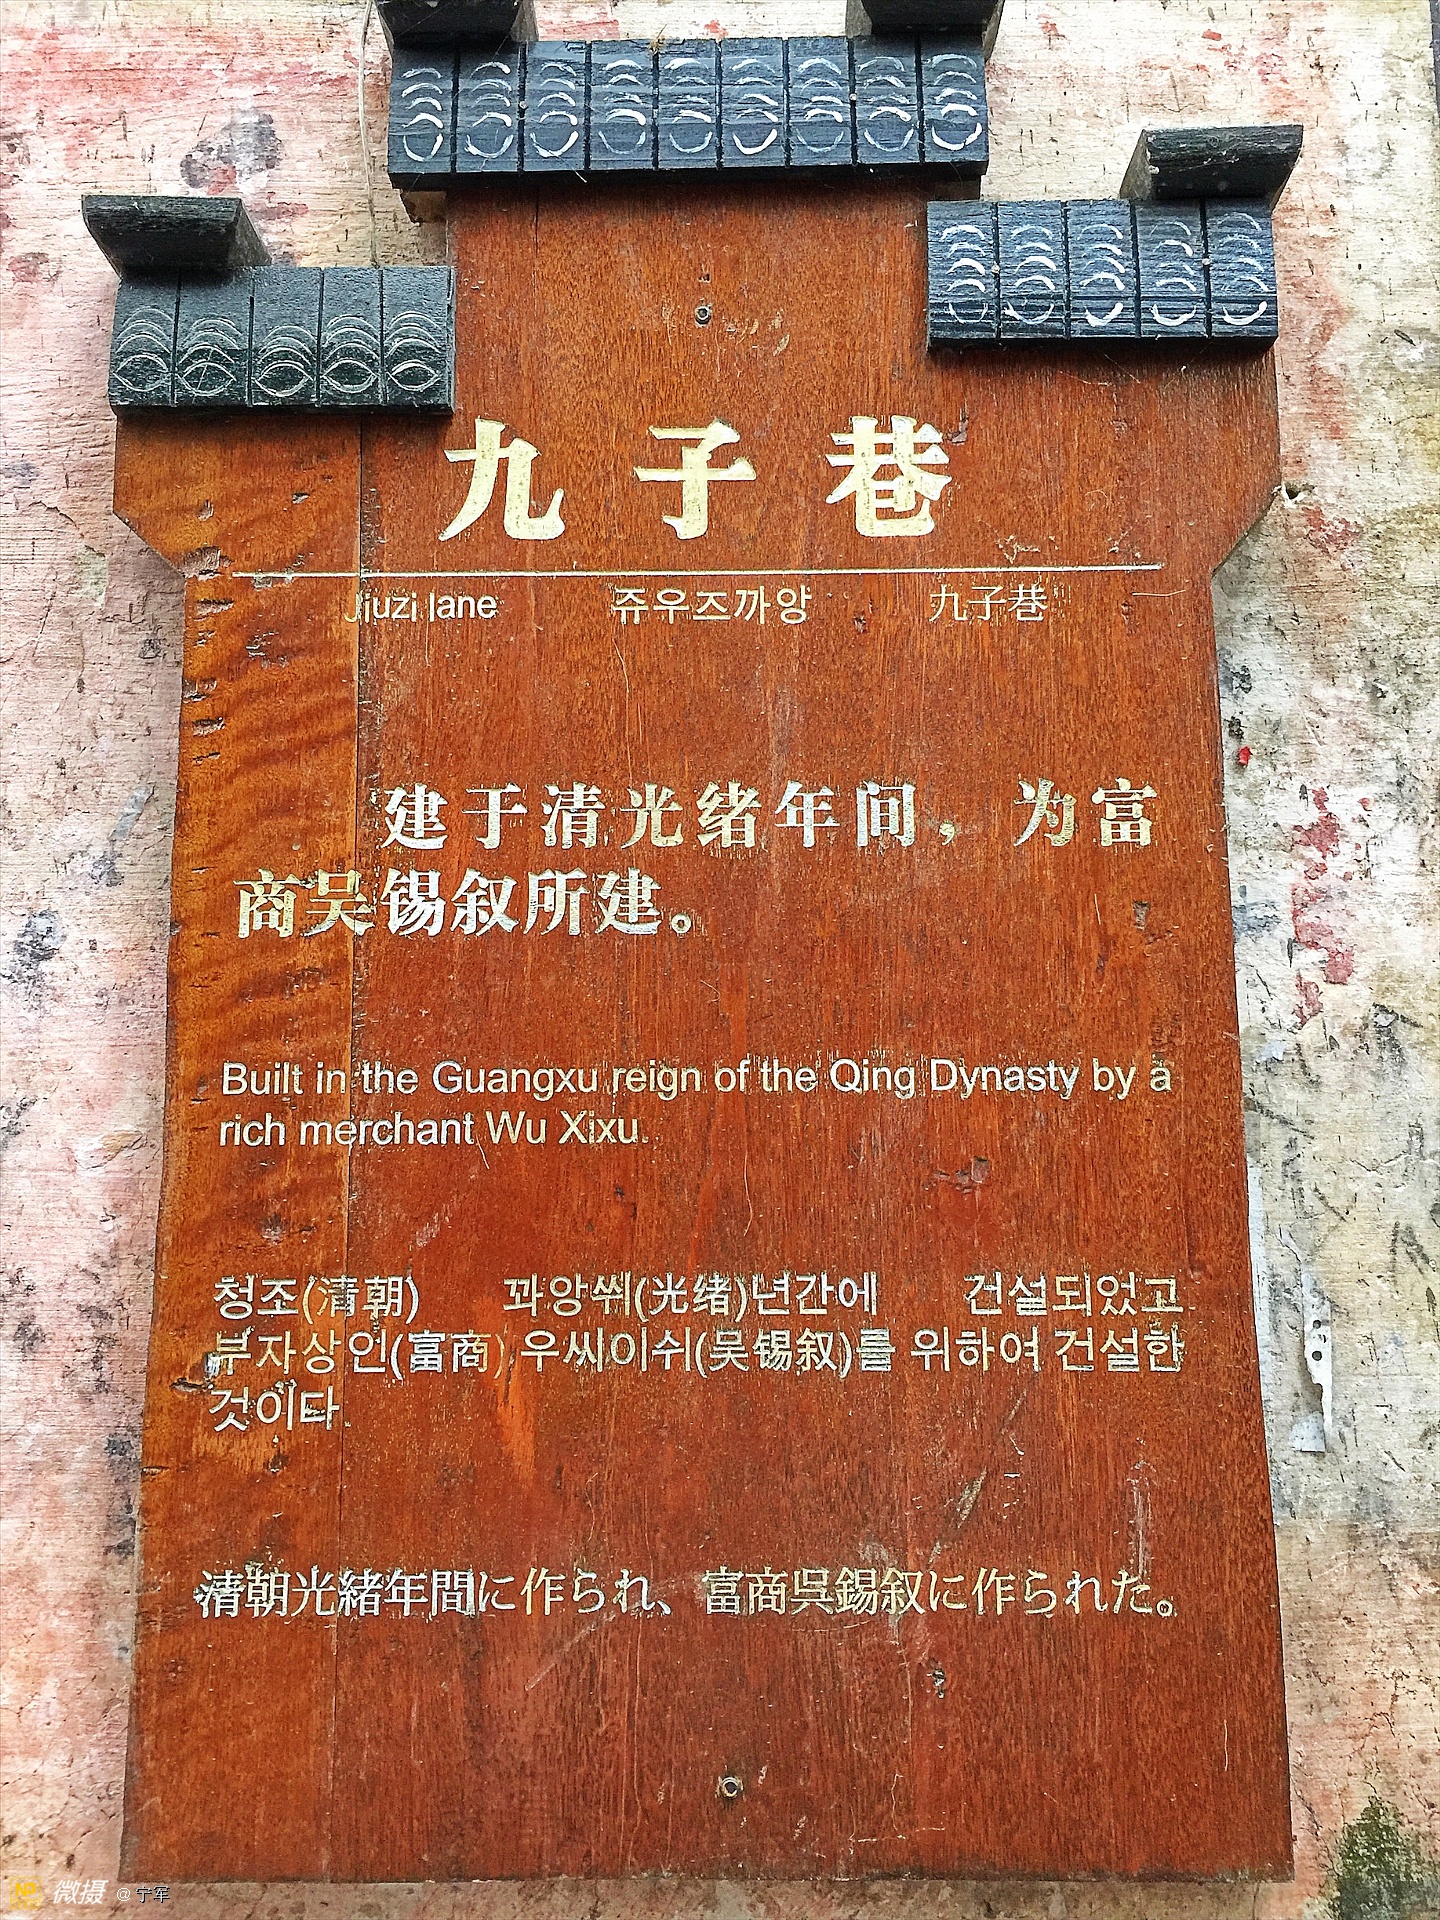 九子巷
Jiuzi lane 쥬우즈까양 九子巷
建于清光绪年间，为富
商吴锡叙所建。
Built in the Guangxu reign of the Qing Dynasty by a
rich merchant Wu Xixu.
청조(清朝) 꽈앙쒸(光绪)년간에 건설되었고
부자상인(富商) 우씨이쉬(吴锡叙)를 위하여 건설한
것이다
清朝光緒年間に作られ、富商呉錫叙に作られた。
微摄 @ 宁军